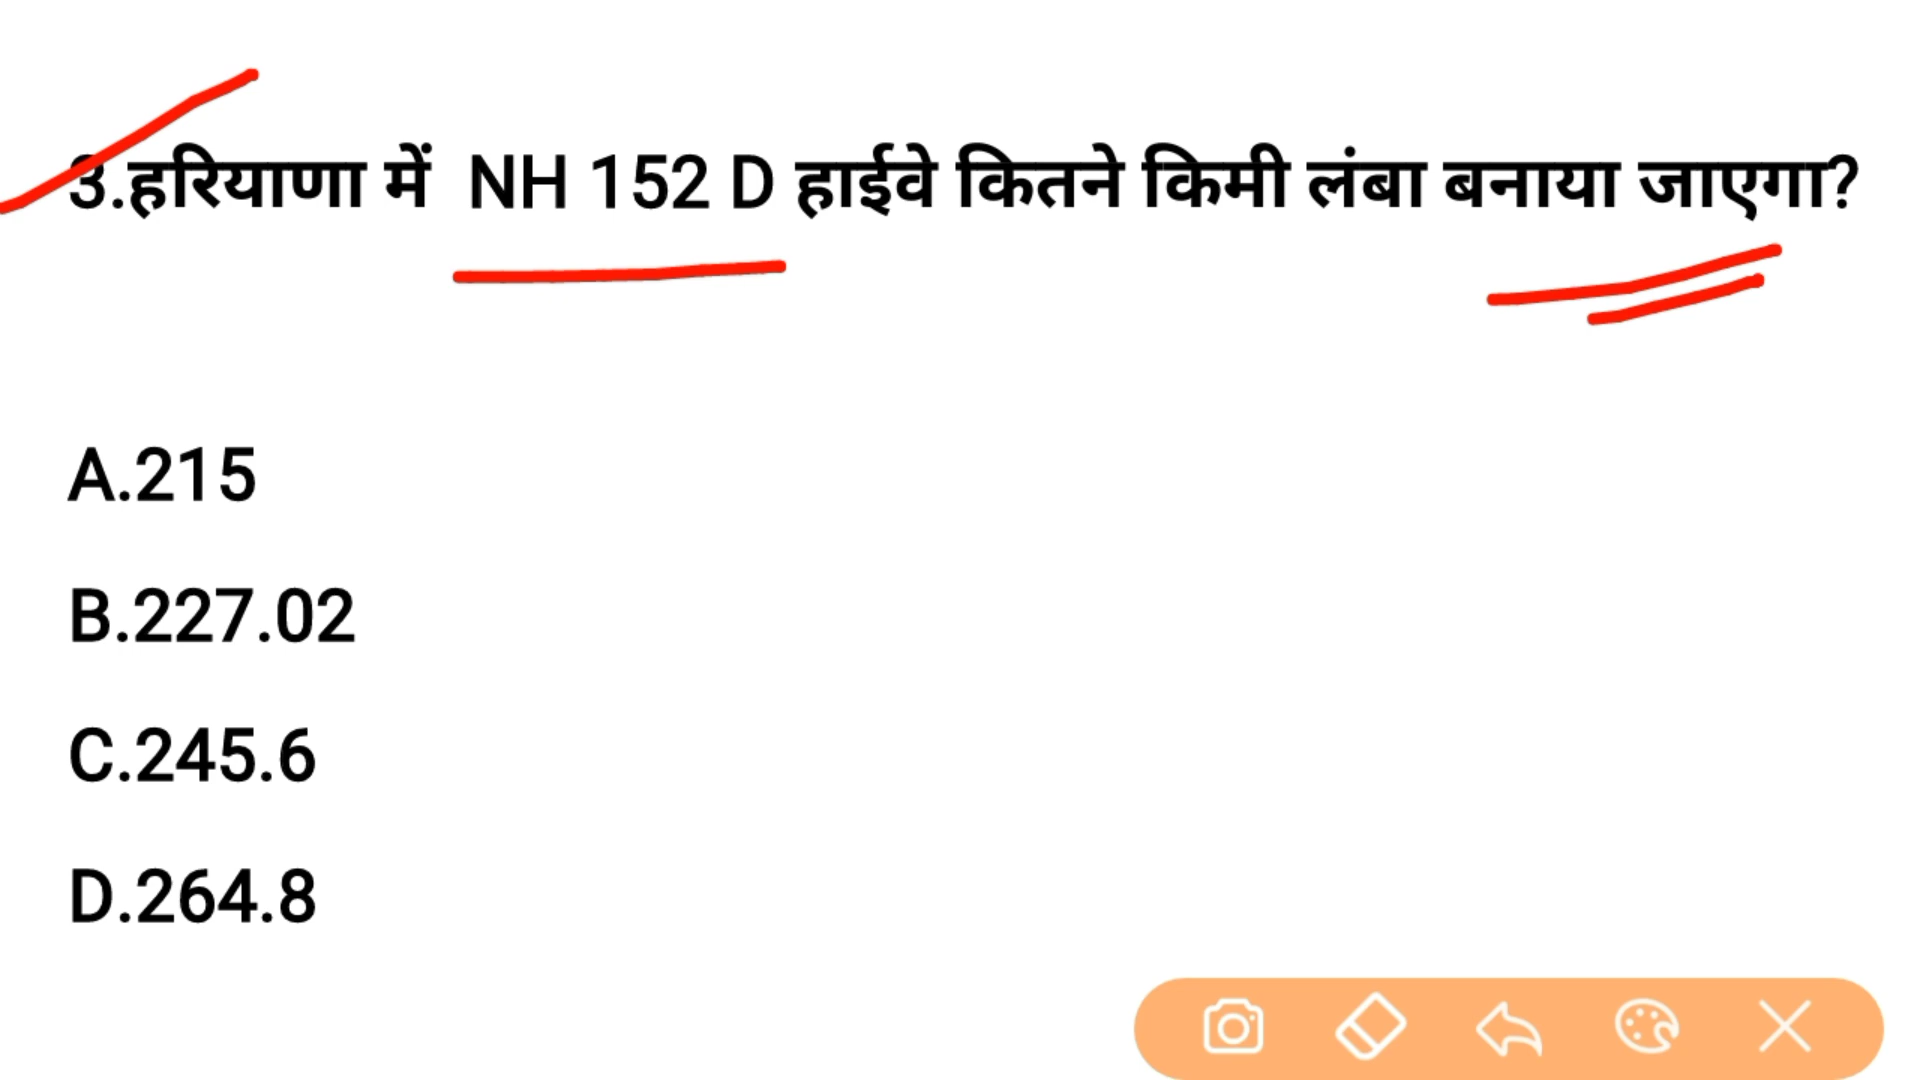 3.हरियाणा में NH 152 D हाईवे कितने किमी लंबा बनाया जाएगा?
A.215
B.227.02
C.245.6
D.264.8